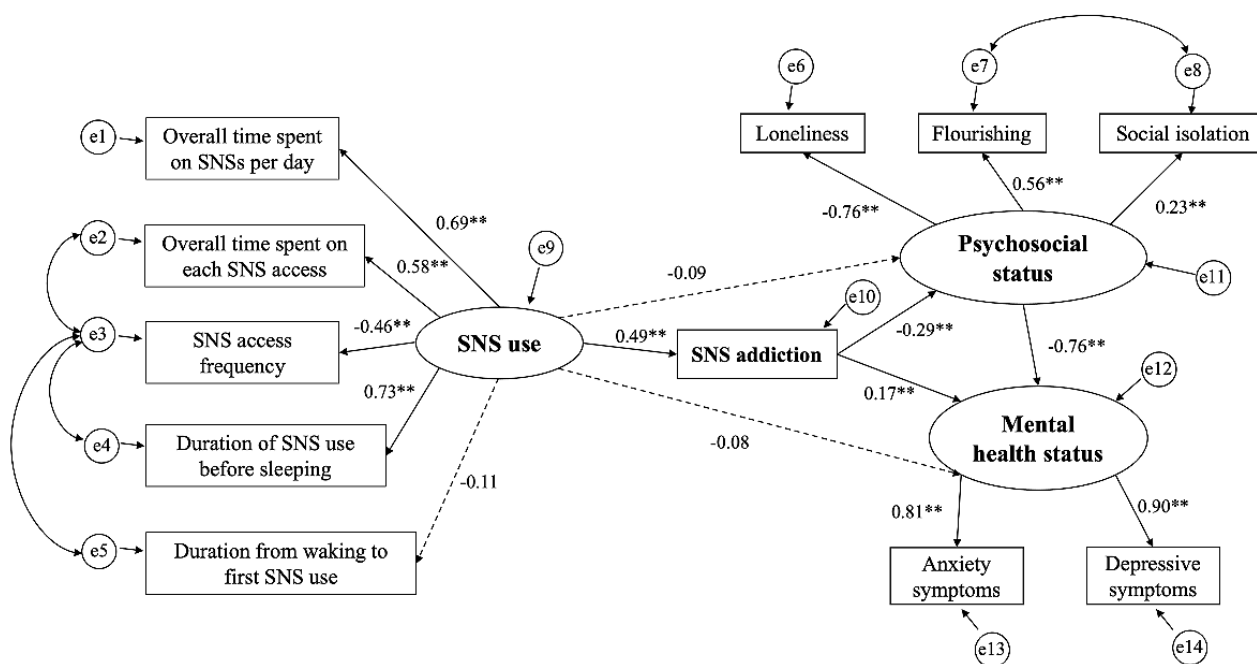 e6
e7
e8
e1
Overall time spent
on SNSs per day
Loneliness
Flourishing
Social isolation
0.69**
-0.76**
0.56**
0.23**
e2
Overall time spent on
each SNS access
0.58**
e9
-0.09
Psychosocial
status
e11
e10
e3
SNS access
frequency
-0.46**
SNS use
0.49**
SNS addiction
-0.29**
-0.76**
0.17**
e12
0.73**
e4
Duration of SNS use
before sleeping
-0.08
Mental
health status
-0.11
0.81**
0.90**
e5
Duration from waking to
first SNS use
Anxiety
symptoms
Depressive
symptoms
e13
e14